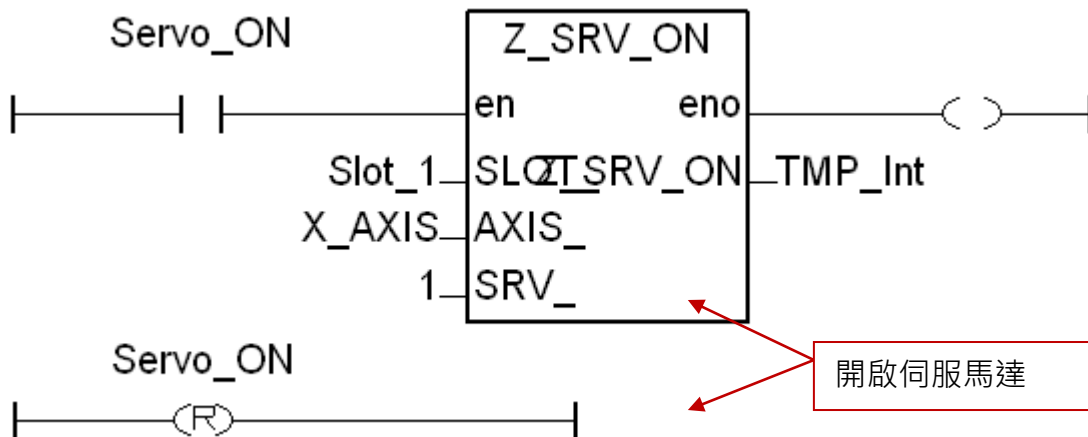 Servo_ON
Z_SRV_ON
en eno
Slot_1 SLOT_ Z_SRV_ON TMP_Int
X_AXIS AXIS_
1 SRV_
Servo_ON
R
開啟伺服馬達